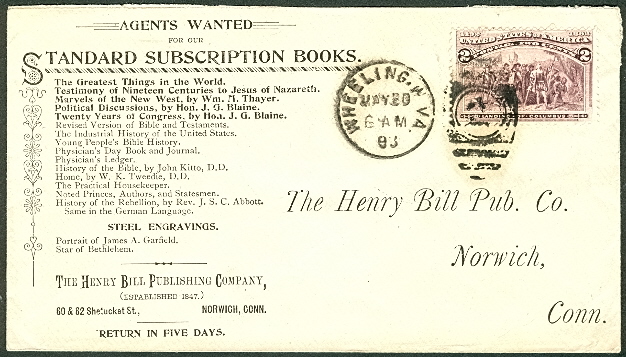 AGENTS WANTED
FOR OUR
STANDARD SUBSCRIPTION BOOKS.
The Greatest Things in the World.
Testimony of Nineteen Centuries to Jesus of Nazareth.
Marvels of the New West, by Wm. M. Thayer.
Political Discussions, by Hon. J. G. Blaine.
Twenty Years of Congress, by Hon. J. G. Blaine.
Revised Version of Bible and Testaments.
The Industrial History of the United States.
Young People's Bible History.
Physician's Day Book and Journal.
Physician's Ledger.
History of the Bible, by John Kitto, D.D.
Home, by W. K. Tweedie, D.D.
The Practical Housekeeper.
Noted Princes, Authors, and Statesmen.
History of the Rebellion, by Rev. J. S. C. Abbott.
Same in the German Language.
STEEL ENGRAVINGS.
Portrait of James A. Garfield.
Star of Bethlehem.
THE HENRY BILL PUBLISHING COMPANY,
(ESTABLISHED 1847.)
60 & 62 Shetucket St., NORWICH, CONN.
RETURN IN FIVE DAYS.
WHEELING, W. VA.
MAY 20
6 AM
93
UNITED STATES OF AMERICA
2 2
OF COLUMBUS
The Henry Bill Pub. Co.
Norwich,
Conn.